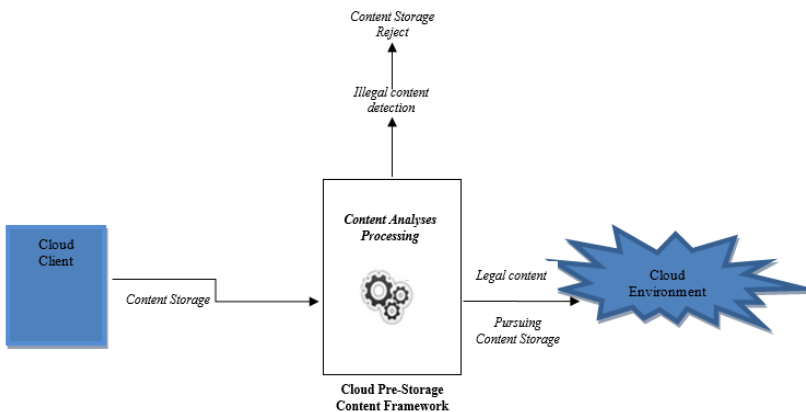 Content Storage
Reject
Illegal content
detection
Content Analyses
Processing
Cloud
Client
Content Storage
Legal content
Pursuing
Content Storage
Cloud
Environment
Cloud Pre-Storage
Content Framework